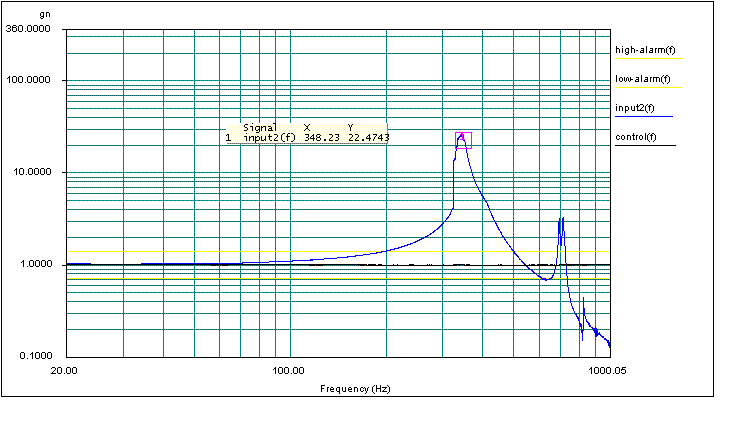 gn
360.0000
100.0000
10.0000
1.0000
0.1000
20.00
100.00
1000.05
Frequency (Hz)
Signal X Y
1 input2(f) 348.23 22.4743
high-alarm(f)
low-alarm(f)
input2(f)
control(f)